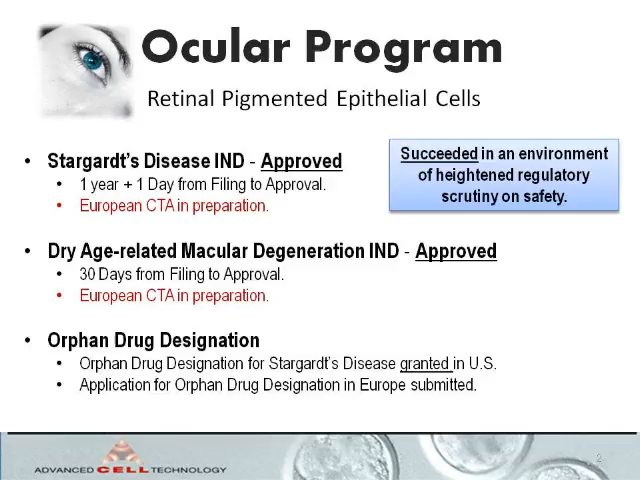 Ocular Program
Retinal Pigmented Epithelial Cells
• Stargardt's Disease IND - Approved
• 1 year + 1 Day from Filing to Approval.
• European CTA in preparation.
Succeeded in an environment
of heightened regulatory
scrutiny on safety.
• Dry Age-related Macular Degeneration IND - Approved
• 30 Days from Filing to Approval.
• European CTA in preparation.
• Orphan Drug Designation
• Orphan Drug Designation for Stargardt's Disease granted in U.S.
• Application for Orphan Drug Designation in Europe submitted.
ADVANCED CELL TECHNOLOGY
2